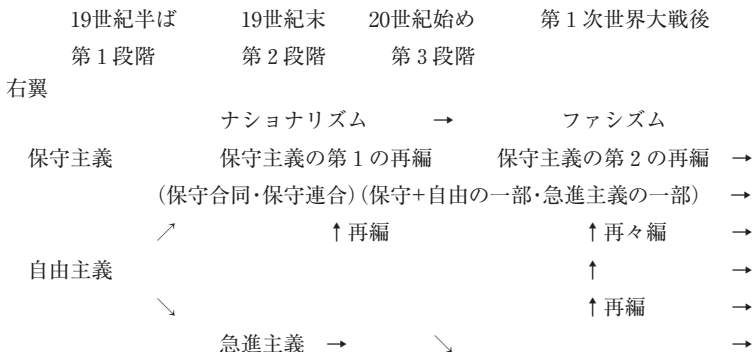 19世紀半ば 19世紀末 20世紀始め 第1次世界大戦後
第1段階 第2段階 第3段階
右翼
ナショナリズム → ファシズム
保守主義 保守主義の第1の再編 保守主義の第2の再編 →
(保守合同・保守連合)(保守+自由の一部・急進主義の一部) →
↗ ↑再編 ↑再々編 →
自由主義 ↑ →
↘ ↑再編 →
急進主義 → ↘ →